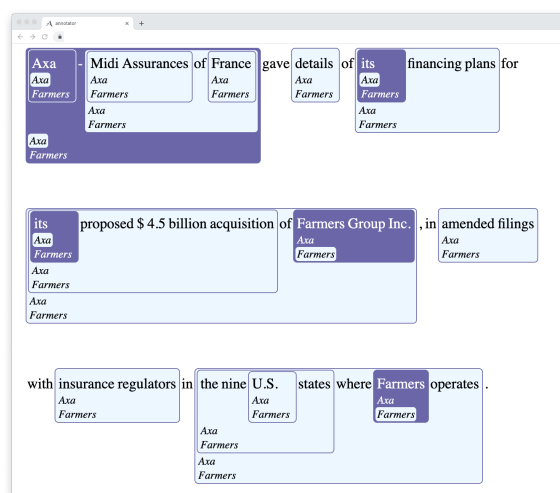 annotator
Axa - Midi Assurances of France gave details of its financing plans for
Axa Axa Axa Axa Axa
Farmers Farmers Farmers Farmers Farmers
Axa Axa
Farmers Farmers
Axa
Farmers
its proposed $ 4.5 billion acquisition of Farmers Group Inc. , in amended filings
Axa Axa Axa
Farmers Farmers Farmers
Axa
Farmers
Axa
Farmers
with insurance regulators in the nine U.S. states where Farmers operates .
Axa Axa Axa
Farmers Farmers Farmers
Axa
Farmers
Axa
Farmers